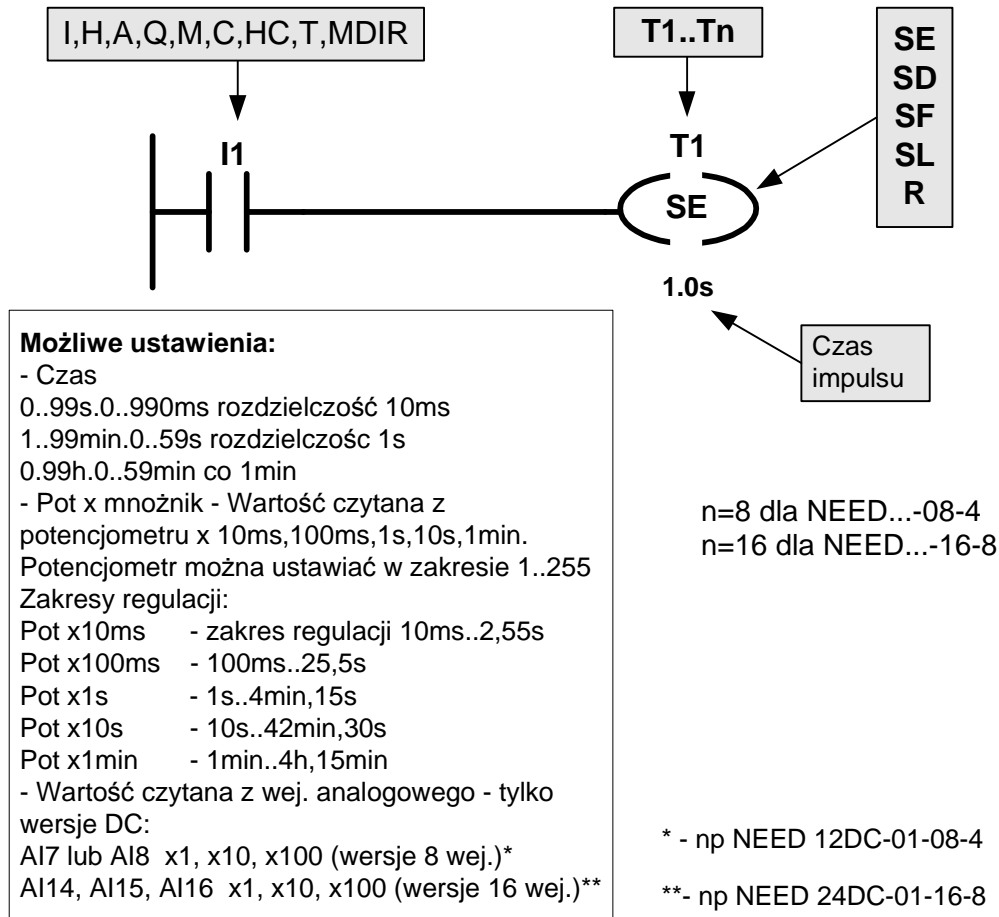 I,H,A,Q,M,C,HC,T,MDIR
T1..Tn
SE
SD
SF
SL
R
I1
T1
SE
1.0s
Czas
impulsu
Możliwe ustawienia:
- Czas
0..99s.0..990ms rozdzielczość 10ms
1..99min.0..59s rozdzielczośc 1s
0.99h.0..59min co 1min
- Pot x mnożnik - Wartość czytana z
potencjometru x 10ms,100ms,1s,10s,1min.
Potencjometr można ustawiać w zakresie 1..255
Zakresy regulacji:
Pot x10ms - zakres regulacji 10ms..2,55s
Pot x100ms - 100ms..25,5s
Pot x1s - 1s..4min,15s
Pot x10s - 10s..42min,30s
Pot x1min - 1min..4h,15min
- Wartość czytana z wej. analogowego - tylko
wersje DC:
AI7 lub AI8 x1, x10, x100 (wersje 8 wej.)*
AI14, AI15, AI16 x1, x10, x100 (wersje 16 wej.)**
n=8 dla NEED...-08-4
n=16 dla NEED...-16-8
* - np NEED 12DC-01-08-4
**- np NEED 24DC-01-16-8